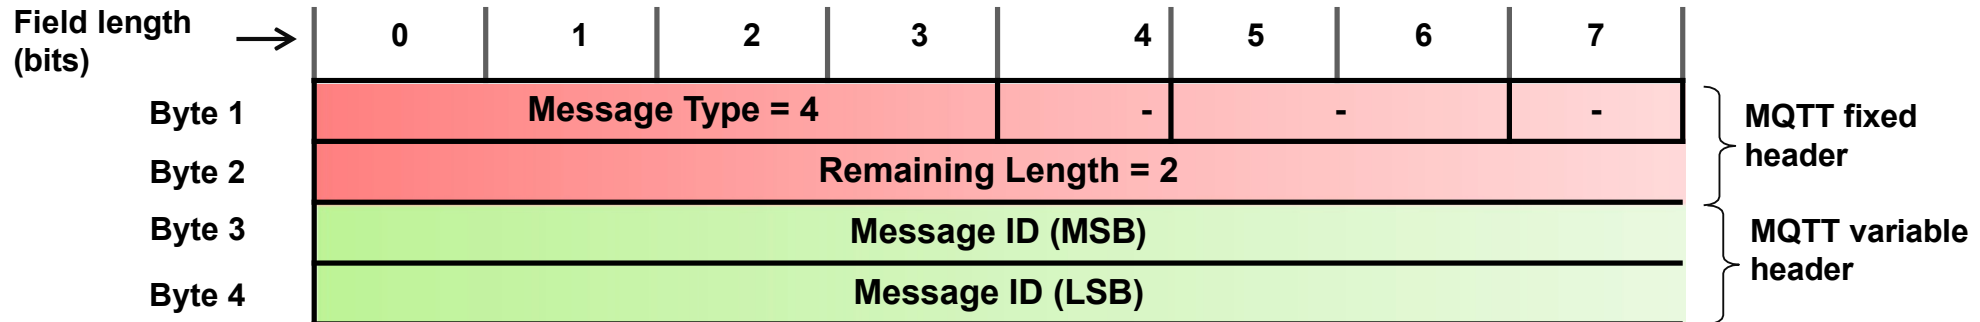 Field length
(bits)
0 1 2 3 4 5 6 7
Byte 1 Message Type = 4 - - -
MQTT fixed
header
Byte 2 Remaining Length = 2
Byte 3 Message ID (MSB)
MQTT variable
header
Byte 4 Message ID (LSB)